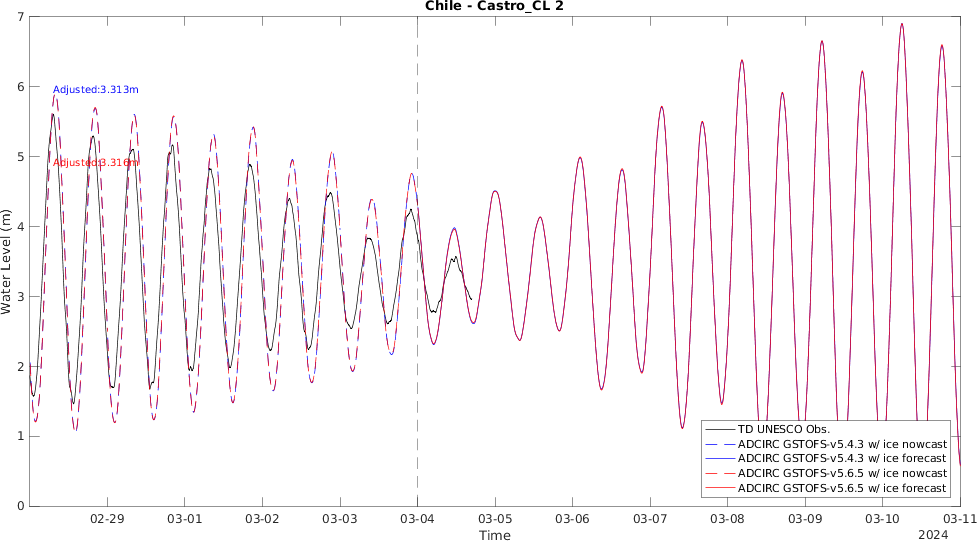 Chile - Castro_CL 2
7
6
5
4
3
2
1
0
Water Level (m)
Adjusted:3.313m
Adjusted:3.316m
TD UNESCO Obs.
ADCIRC GSTOFS-v5.4.3 w/ ice nowcast
ADCIRC GSTOFS-v5.4.3 w/ ice forecast
ADCIRC GSTOFS-v5.6.5 w/ ice nowcast
ADCIRC GSTOFS-v5.6.5 w/ ice forecast
02-29 03-01 03-02 03-03 03-04 03-05 03-06 03-07 03-08 03-09 03-10 03-11
Time
2024